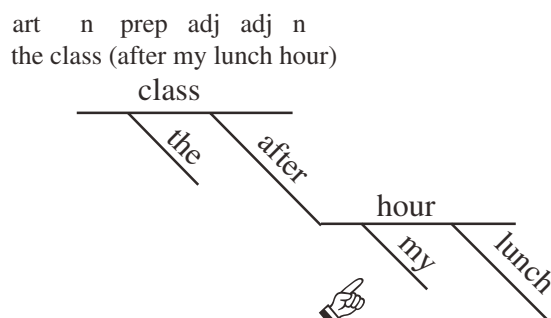 art n prep adj adj n
the class (after my lunch hour)
class
the
after
hour
my
lunch